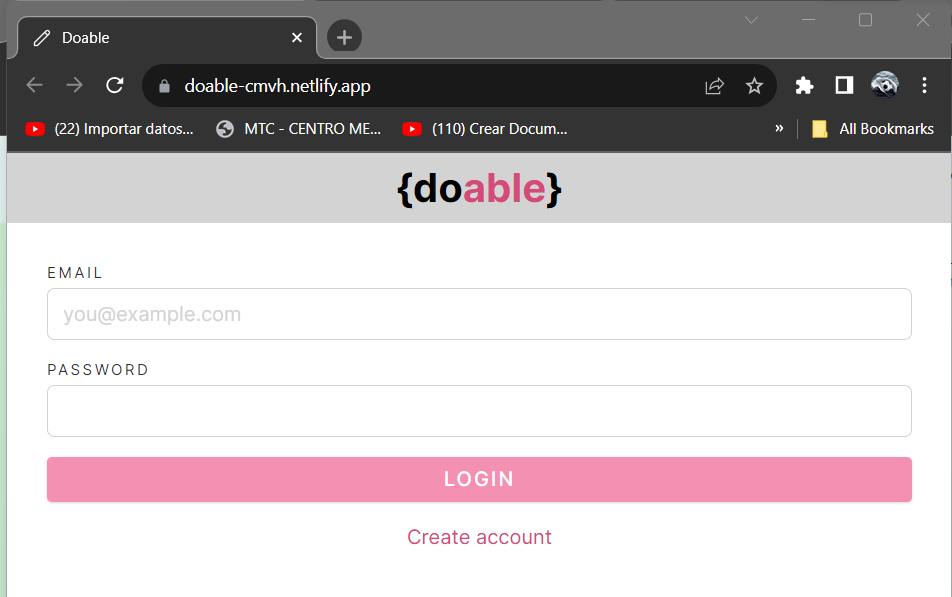 Doable
doable-cmvh.netlify.app
(22) Importar datos... MTC - CENTRO ME... (110) Crear Docum... » All Bookmarks
{doable}
EMAIL
you@example.com
PASSWORD
LOGIN
Create account